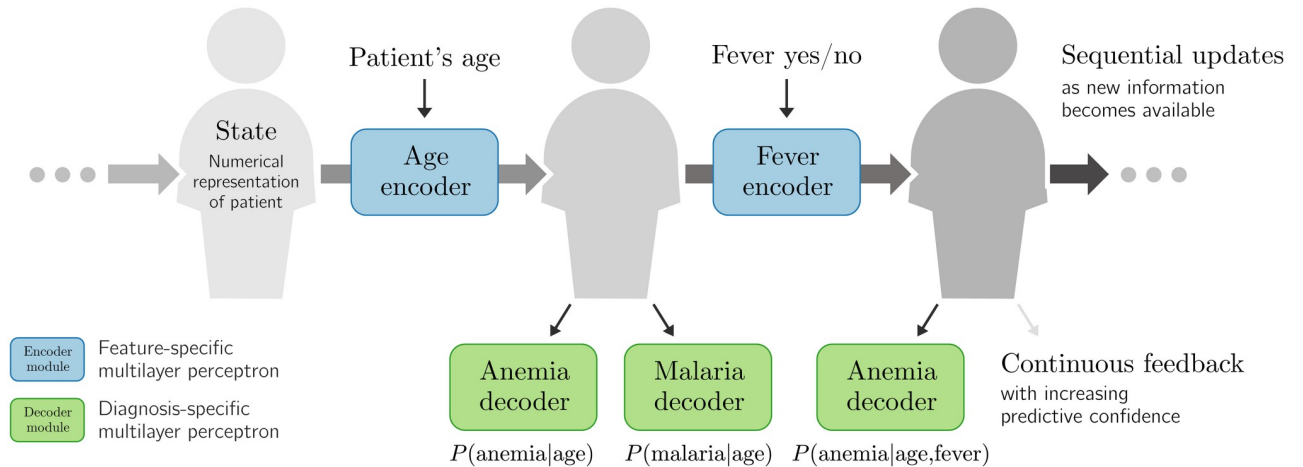 Patient's age
Fever yes/no
Sequential updates
as new information
becomes available
State
Numerical
representation
of patient
Age
encoder
Fever
encoder
Encoder
module
Feature-specific
multilayer perceptron
Decoder
module
Diagnosis-specific
multilayer perceptron
Anemia
decoder
P(anemia|age)
Malaria
decoder
P(malaria|age)
Anemia
decoder
P(anemia|age,fever)
Continuous feedback
with increasing
predictive confidence